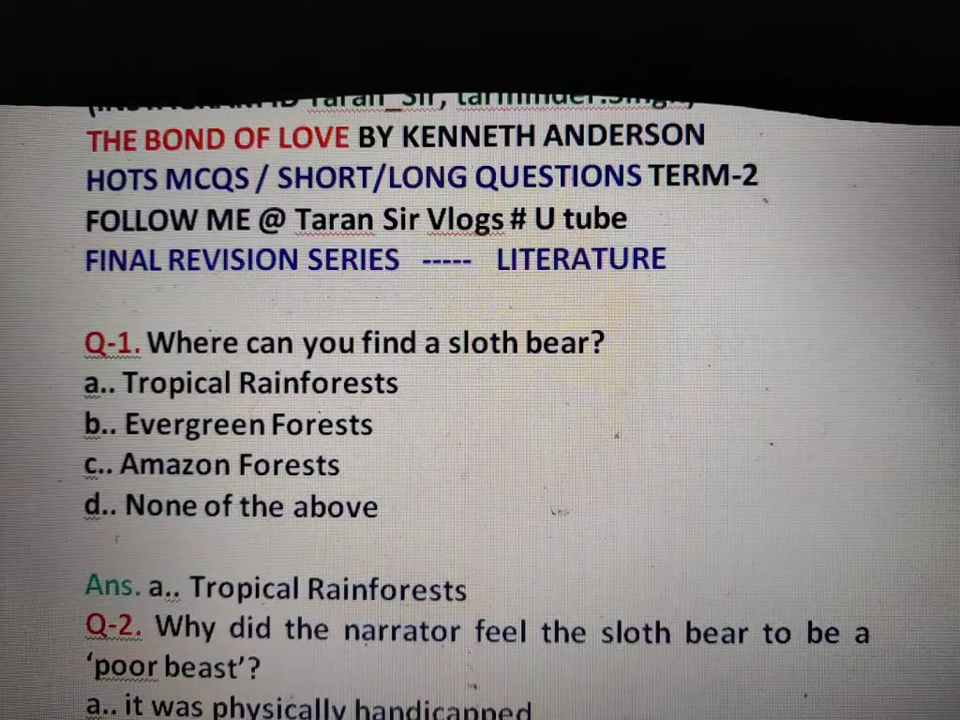 Taran_Sir,
THE BOND OF LOVE BY KENNETH ANDERSON
HOTS MCQS / SHORT/LONG QUESTIONS TERM-2
FOLLOW ME @ Taran Sir Vlogs # U tube
FINAL REVISION SERIES ----- LITERATURE
Q-1. Where can you find a sloth bear?
a.. Tropical Rainforests
b.. Evergreen Forests
c.. Amazon Forests
d.. None of the above
Ans. a.. Tropical Rainforests
Q-2. Why did the narrator feel the sloth bear to be a
‘poor beast’?
a.. it was physically handicapped